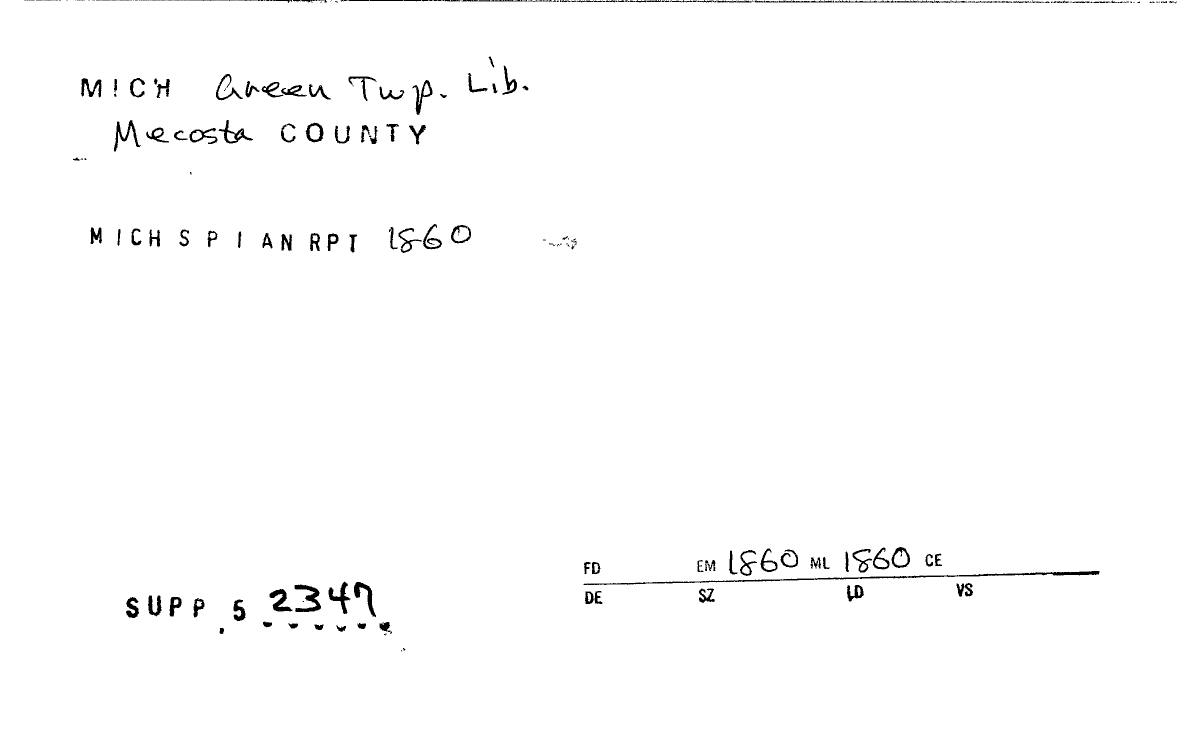 MICH Green Twp. Lib.
Mecosta COUNTY
MICH S P I AN RPT 1860
FD EM 1860 ML 1860 CE
DE SZ LD VS
SUPP. 5 2347